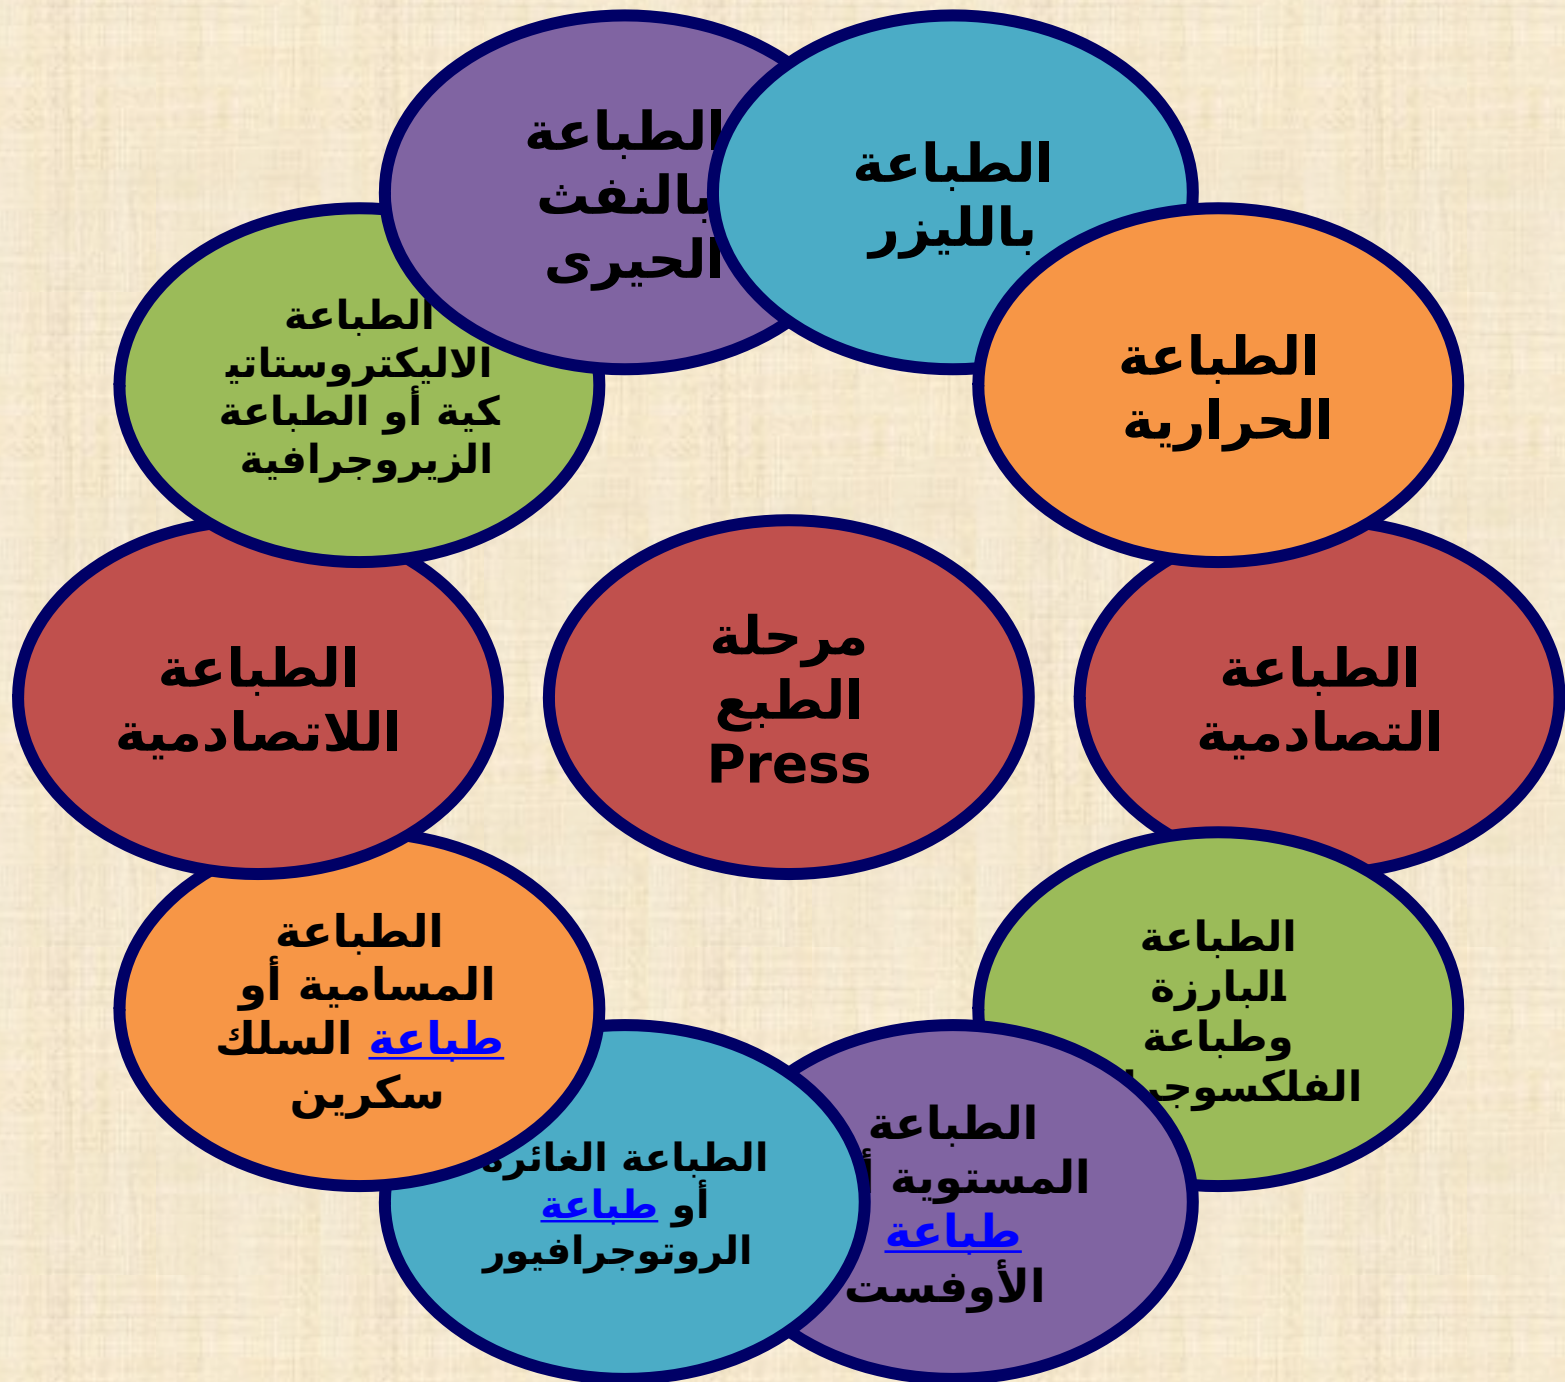 الطباعة
بالنفث
الحيرى
الطباعة
بالليزر
الطباعة
الحرارية
الطباعة
الاليكتروستاتي
كية أو الطباعة
الزيروجرافية
مرحلة
الطبع
Press
الطباعة
التصادمية
الطباعة
اللاتصادمية
الطباعة
البارزة
وطباعة
الطباعة
المستوية
طباعة
الأوفست
الطباعة الغائرة
أو طباعة
الروتوجرافيور
الطباعة
المسامية أو
طباعة السلك
سكرين